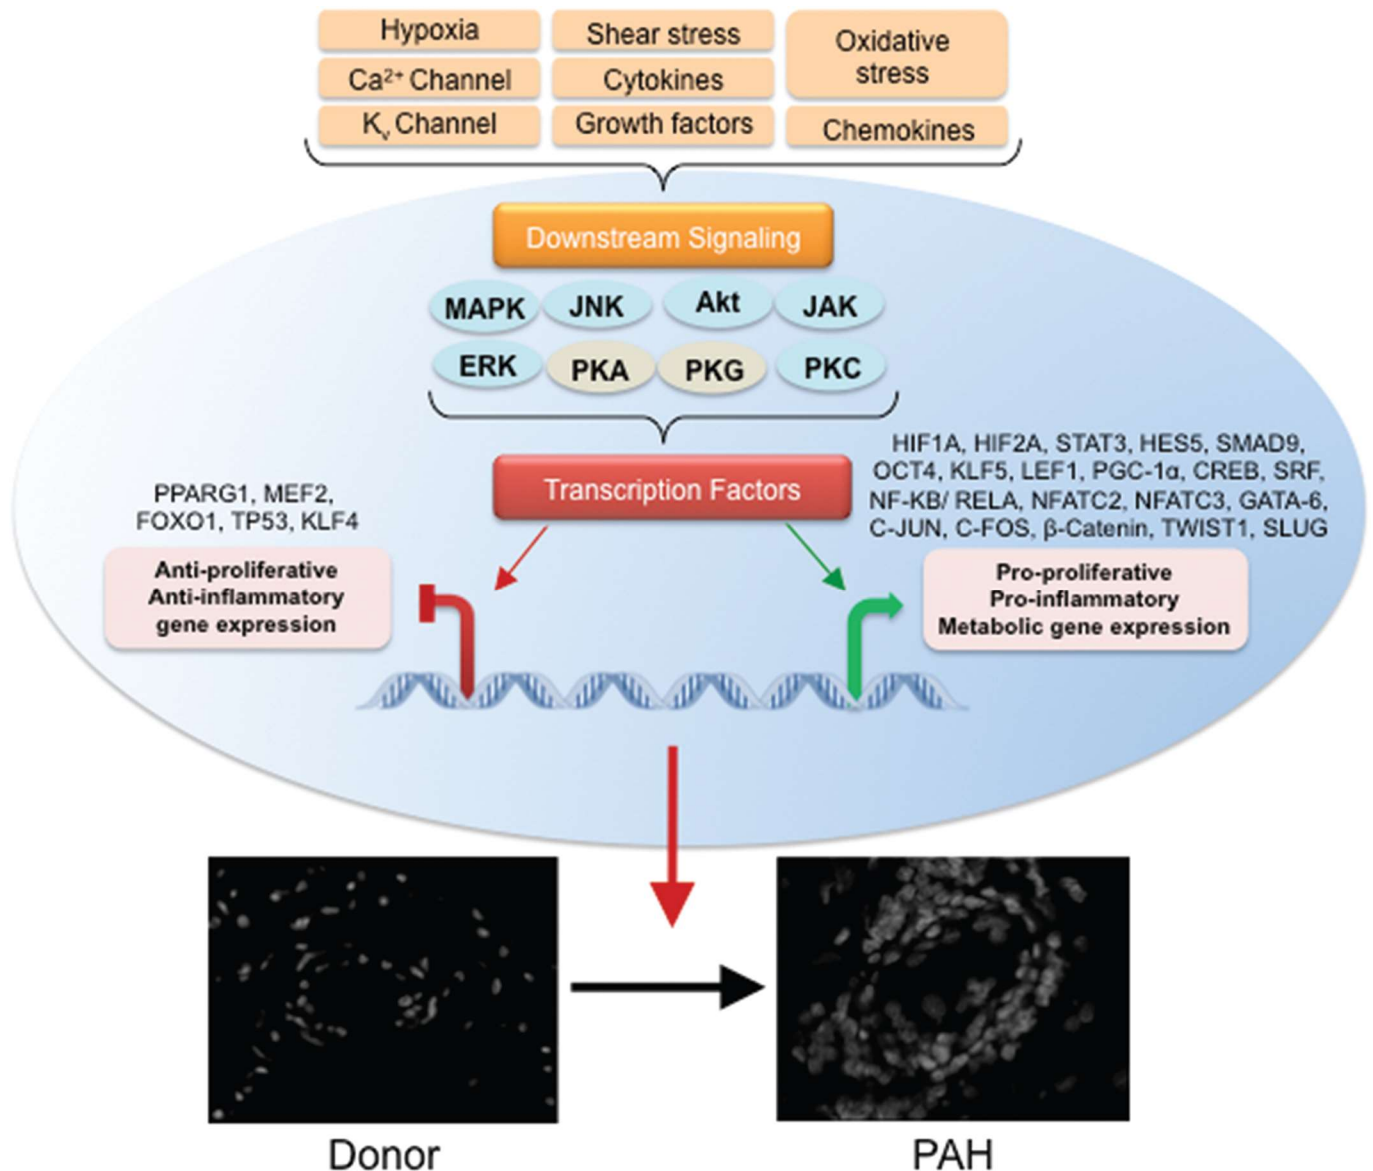 Hypoxia
Shear stress
Oxidative
stress
Ca²⁺ Channel
Cytokines
Kᵥ Channel
Growth factors
Chemokines
Downstream Signaling
MAPK
JNK
Akt
JAK
ERK
PKA
PKG
PKC
Transcription Factors
PPARG1, MEF2,
FOXO1, TP53, KLF4
Anti-proliferative
Anti-inflammatory
gene expression
HIF1A, HIF2A, STAT3, HES5, SMAD9,
OCT4, KLF5, LEF1, PGC-1α, CREB, SRF,
NF-KB/ RELA, NFATC2, NFATC3, GATA-6,
C-JUN, C-FOS, β-Catenin, TWIST1, SLUG
Pro-proliferative
Pro-inflammatory
Metabolic gene expression
Donor
PAH